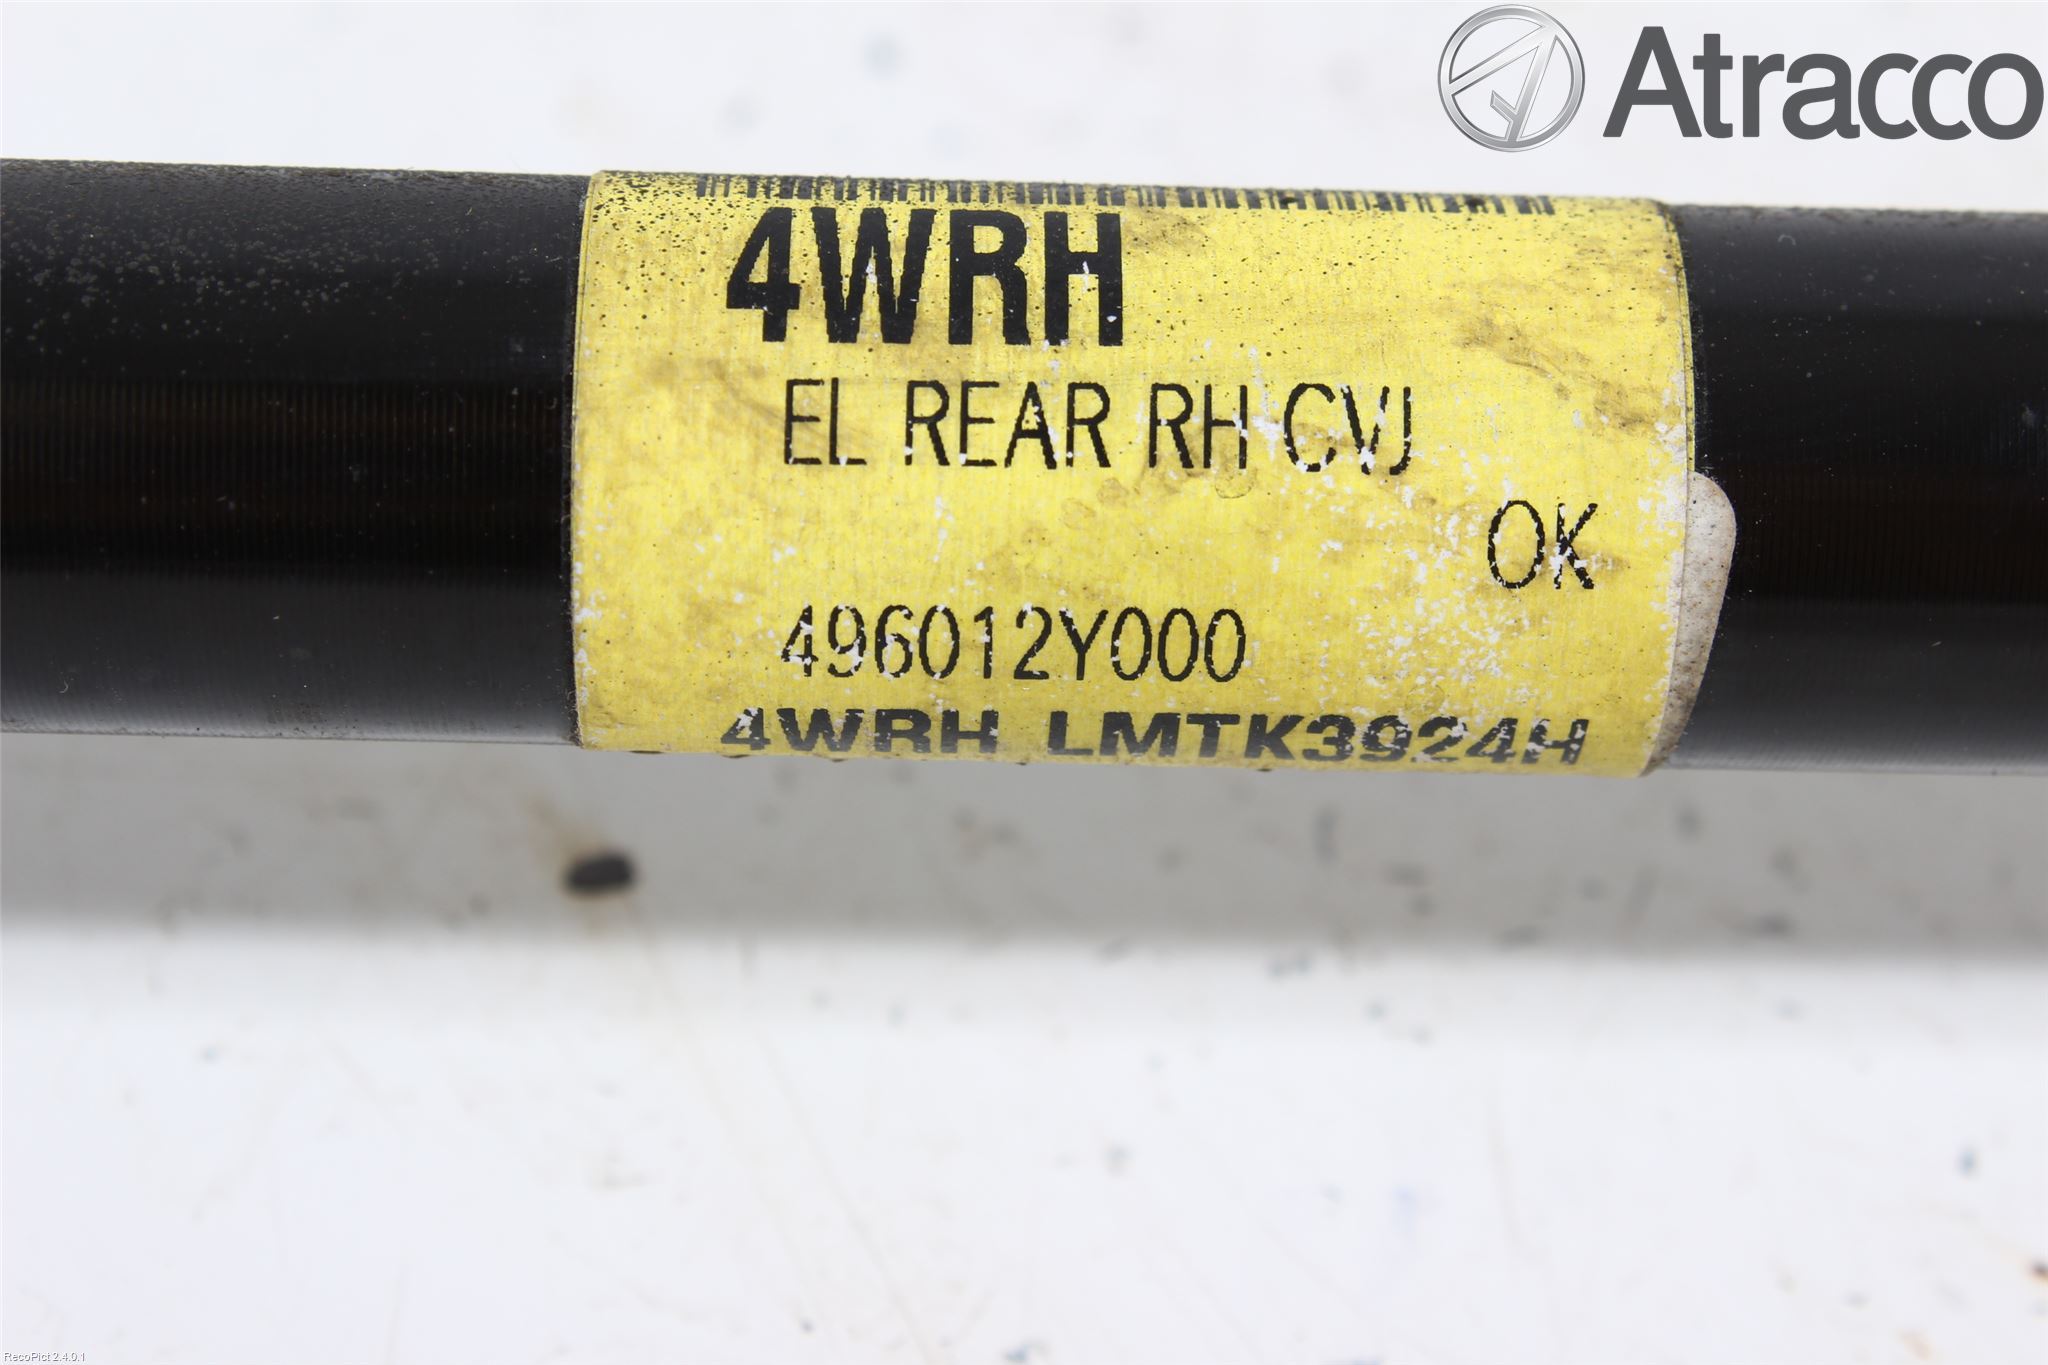 Atracco
4WRH
EL REAR RH CVJ
OK
496012Y000
4WRH LMTK3924H
RecoPict 2.4.0.1